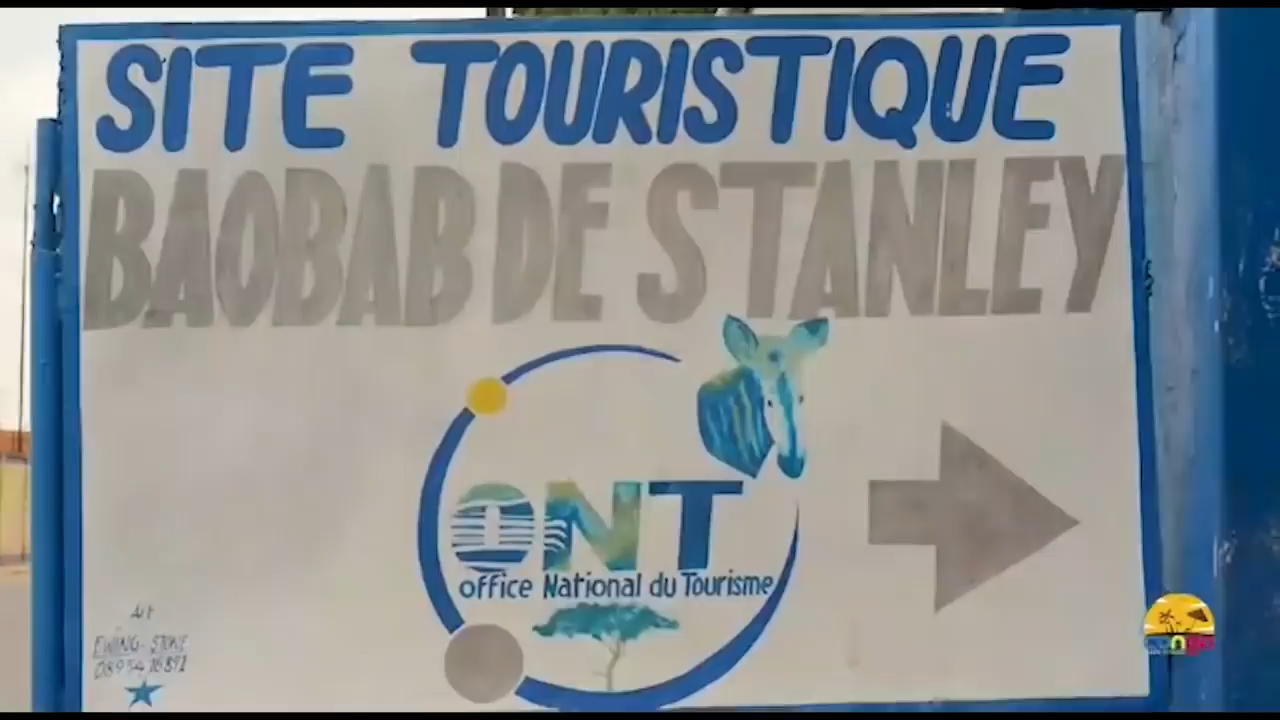 SITE TOURISTIQUE
BAOBAB DE STANLEY
ONT
office National du Tourisme
Art
EWING-STONE